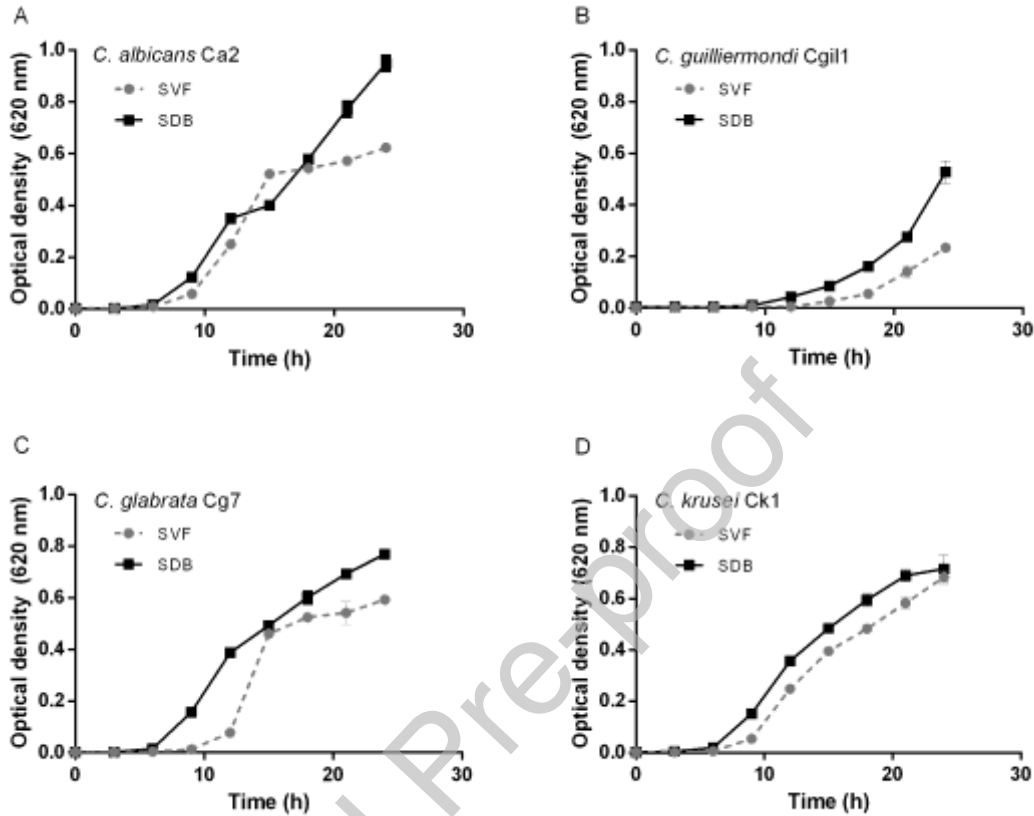 A
C. albicans Ca2
SVF
SDB
Optical density (620 nm)
1.0
0.8
0.6
0.4
0.2
0.0
0 10 20 30
Time (h)
B
C. guilliermondi Cgil1
SVF
SDB
Optical density (620 nm)
1.0
0.8
0.6
0.4
0.2
0.0
0 10 20 30
Time (h)
C
C. glabrata Cg7
SVF
SDB
Optical density (620 nm)
1.0
0.8
0.6
0.4
0.2
0.0
0 10 20 30
Time (h)
D
C. krusei Ck1
SVF
SDB
Optical density (620 nm)
1.0
0.8
0.6
0.4
0.2
0.0
0 10 20 30
Time (h)
Pre-proof